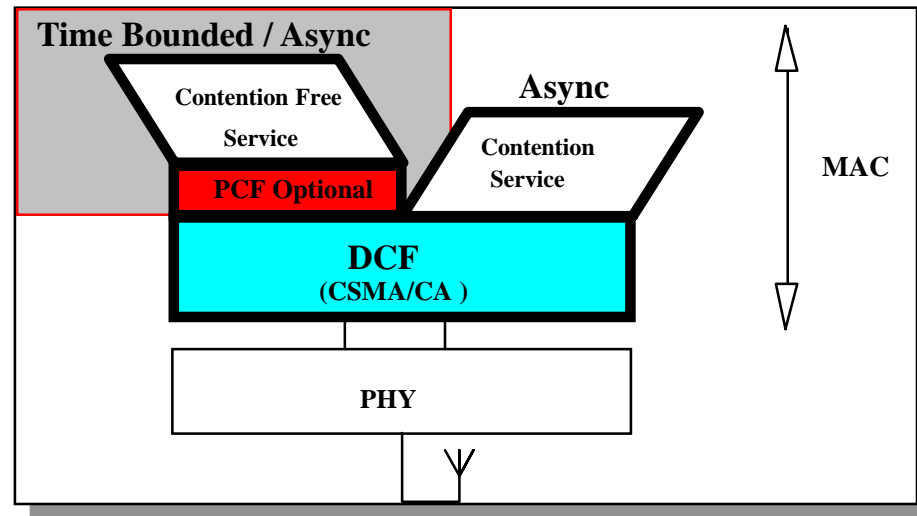 Time Bounded / Async
Contention Free
Service
Async
Contention
Service
MAC
PCF Optional
DCF
(CSMA/CA )
PHY